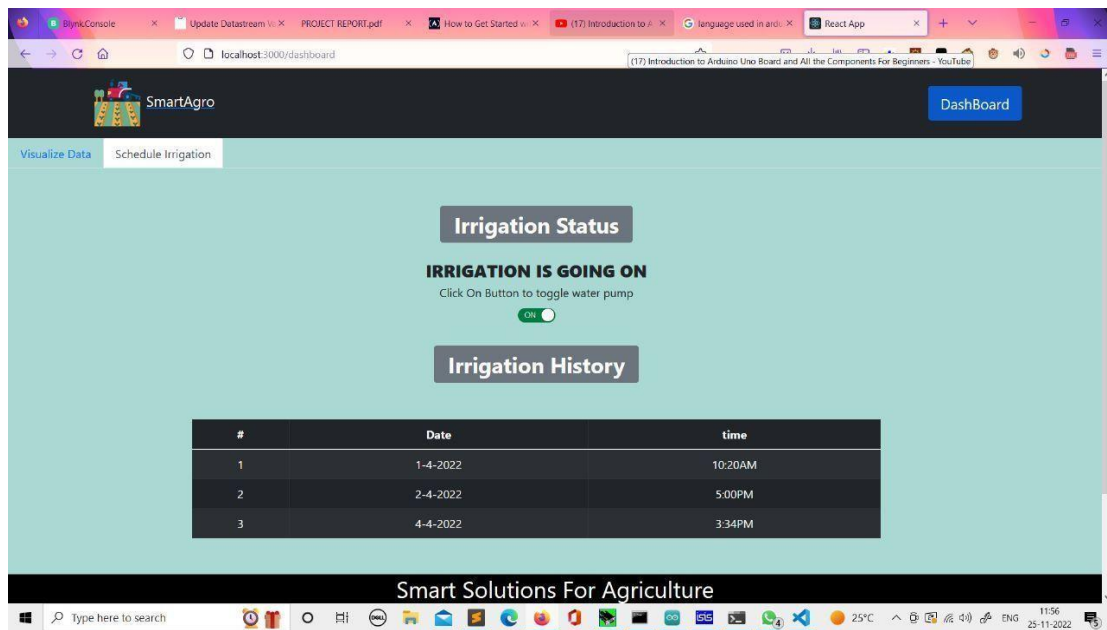 BlynkConsole
Update Datastream
PROJECT REPORT.pdf
How to Get Started
(17) Introduction to A
language used in ardu
React App
localhost:3000/dashboard
(17) Introduction to Arduino Uno Board and All the Components For Beginners - YouTube
SmartAgro
DashBoard
Visualize Data
Schedule Irrigation
Irrigation Status
IRRIGATION IS GOING ON
Click On Button to toggle water pump
ON
Irrigation History
# Date time
1 1-4-2022 10:20AM
2 2-4-2022 5:00PM
3 4-4-2022 3:34PM
Smart Solutions For Agriculture
Type here to search
25°C
ENG
11:56
25-11-2022